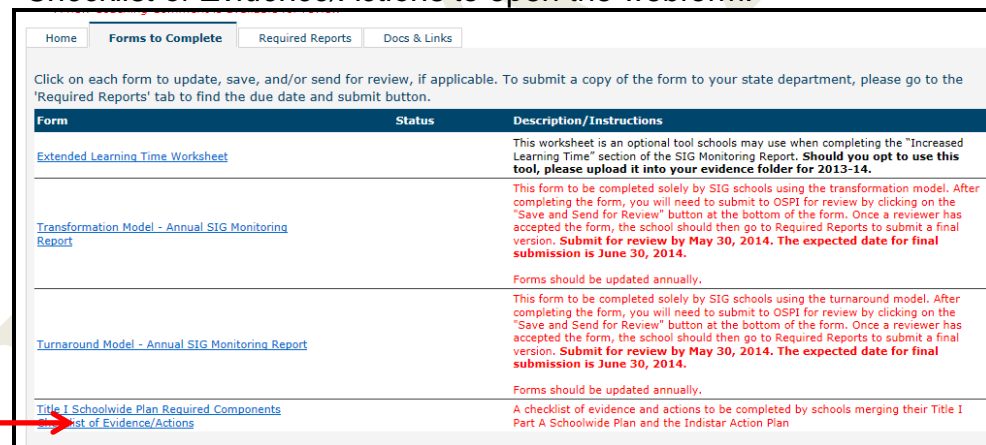 Checklist of Evidence/Actions to open the webform.
Home Forms to Complete Required Reports Docs & Links
Click on each form to update, save, and/or send for review, if applicable. To submit a copy of the form to your state department, please go to the
'Required Reports' tab to find the due date and submit button.
Form Status Description/Instructions
Extended Learning Time Worksheet
This worksheet is an optional tool schools may use when completing the "Increased
Learning Time" section of the SIG Monitoring Report. Should you opt to use this
tool, please upload it into your evidence folder for 2013-14.
Transformation Model - Annual SIG Monitoring
Report
This form to be completed solely by SIG schools using the transformation model. After
completing the form, you will need to submit to OSPI for review by clicking on the
"Save and Send for Review" button at the bottom of the form. Once a reviewer has
accepted the form, the school should then go to Required Reports to submit a final
version. Submit for review by May 30, 2014. The expected date for final
submission is June 30, 2014.
Forms should be updated annually.
Turnaround Model - Annual SIG Monitoring Report
This form to be completed solely by SIG schools using the turnaround model. After
completing the form, you will need to submit to OSPI for review by clicking on the
"Save and Send for Review" button at the bottom of the form. Once a reviewer has
accepted the form, the school should then go to Required Reports to submit a final
version. Submit for review by May 30, 2014. The expected date for final
submission is June 30, 2014.
Forms should be updated annually.
Title I Schoolwide Plan Required Components
Checklist of Evidence/Actions
A checklist of evidence and actions to be completed by schools merging their Title I
Part A Schoolwide Plan and the Indistar Action Plan